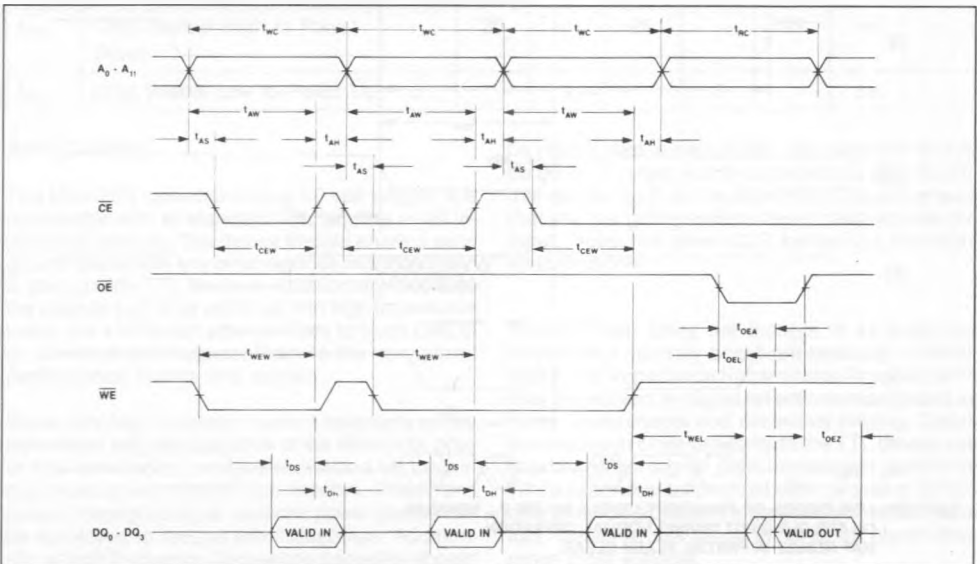 tWC tWC tWC tRC
A0 - A11
tAW tAW tAW
tAS tAH tAH tAH
tAS tAS
CE
tCEW tCEW tCEW
OE
tOEA
tOEL
tWEW tWEW
WE
tWEL tOEZ
tDS tDS tDS
tDH tDH tDH
DQ0 - DQ7 VALID IN VALID IN VALID IN VALID OUT